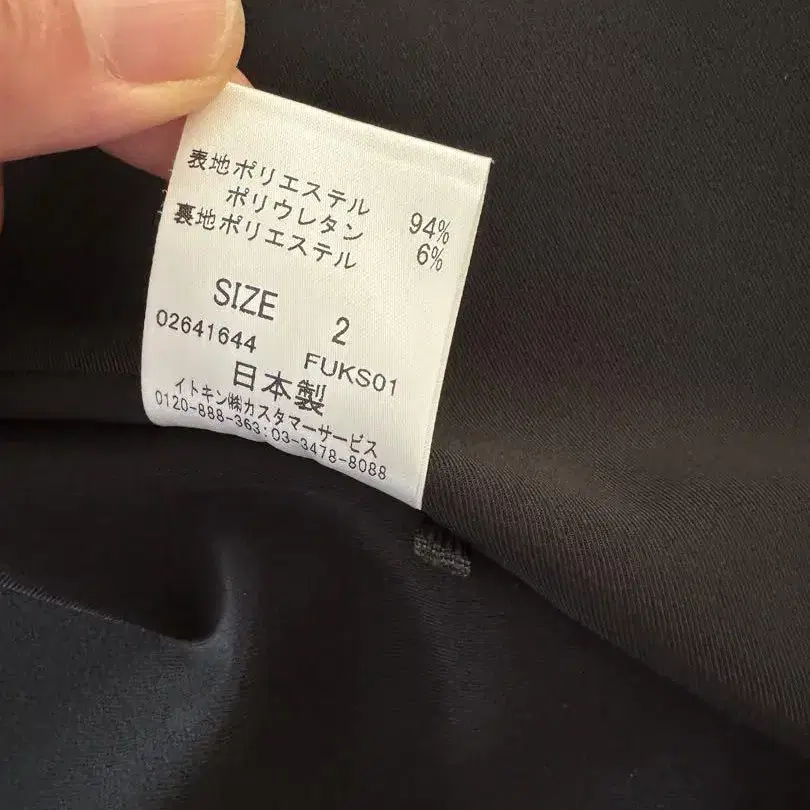 表地ポリエステル 94%
ポリウレタン 6%
裏地ポリエステル
SIZE 2
02641644 FUKS01
日本製
イトキン㈱カスタマーサービス
0120-888-363:03-3478-8088